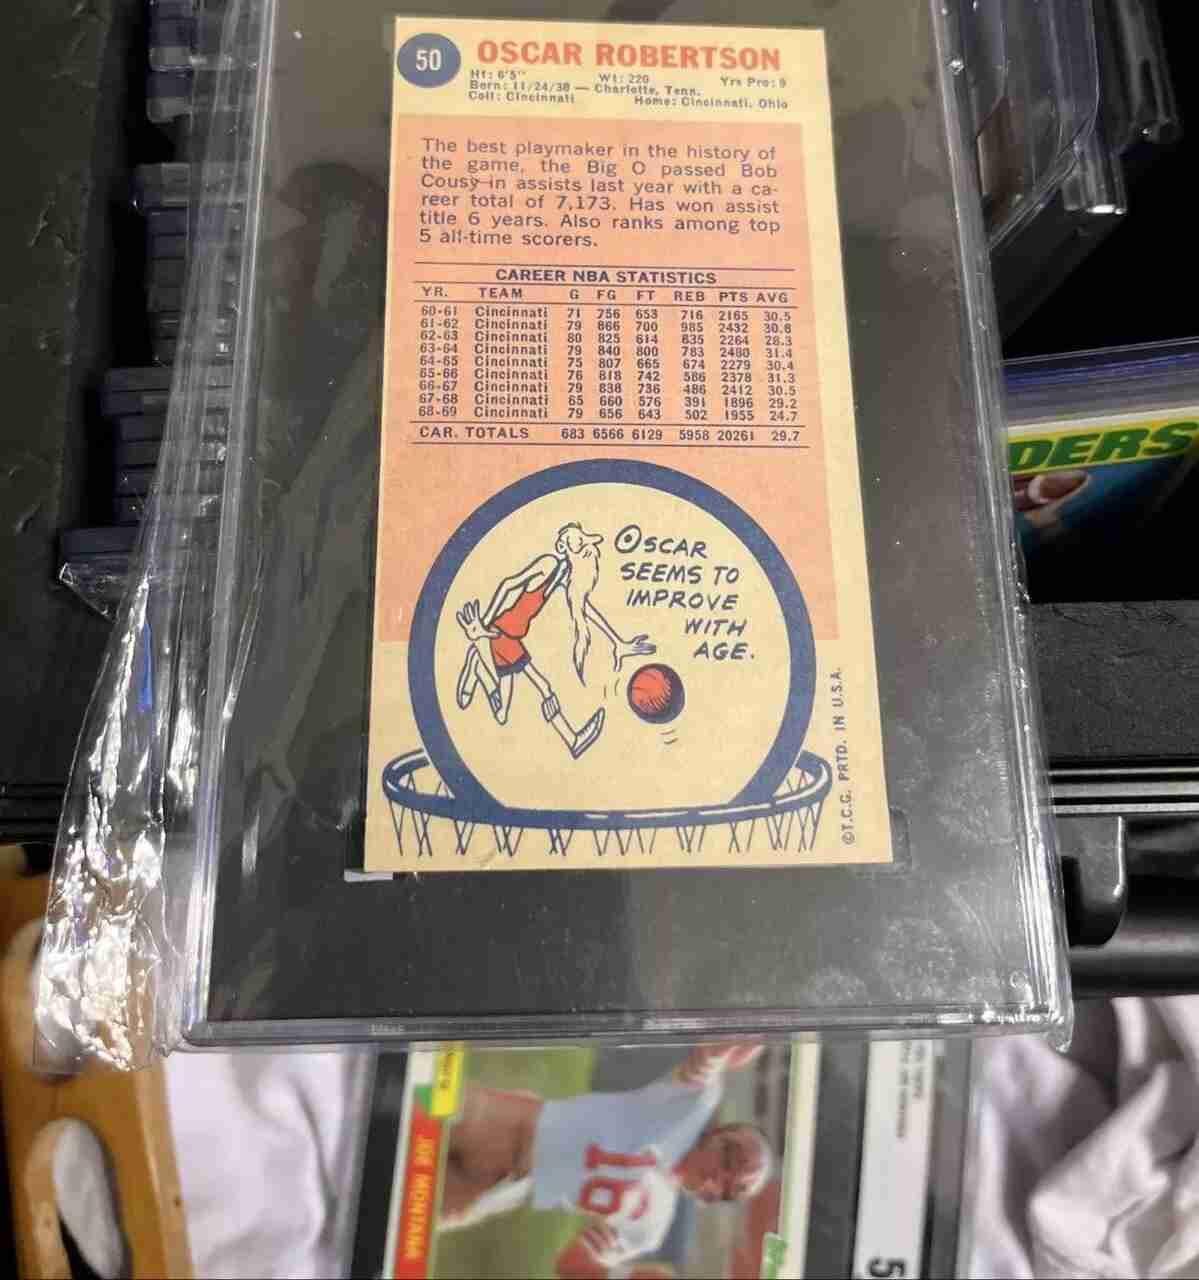 50
OSCAR ROBERTSON
Ht: 6'5" Wt: 220 Yrs Pro: 9
Born: 11/24/38 — Charlotte, Tenn.
Coll: Cincinnati Home: Cincinnati, Ohio
The best playmaker in the history of
the game, the Big O passed Bob
Cousy in assists last year with a ca-
reer total of 7,173. Has won assist
title 6 years. Also ranks among top
5 all-time scorers.
CAREER NBA STATISTICS
YR. TEAM G FG FT REB PTS AVG
60-61 Cincinnati 71 756 653 716 2165 30.5
61-62 Cincinnati 79 866 700 985 2432 30.8
62-63 Cincinnati 80 825 614 835 2264 28.3
63-64 Cincinnati 79 840 800 783 2480 31.4
64-65 Cincinnati 75 807 665 674 2279 30.4
65-66 Cincinnati 76 818 742 586 2378 31.3
66-67 Cincinnati 79 838 736 486 2412 30.5
67-68 Cincinnati 65 660 576 391 1896 29.2
68-69 Cincinnati 79 656 643 502 1955 24.7
CAR. TOTALS 683 6566 6129 5958 20261 29.7
OSCAR
SEEMS TO
IMPROVE
WITH
AGE.
©T.C.G. PRTD. IN U.S.A.
DERS
JOE MONTANA
16
5